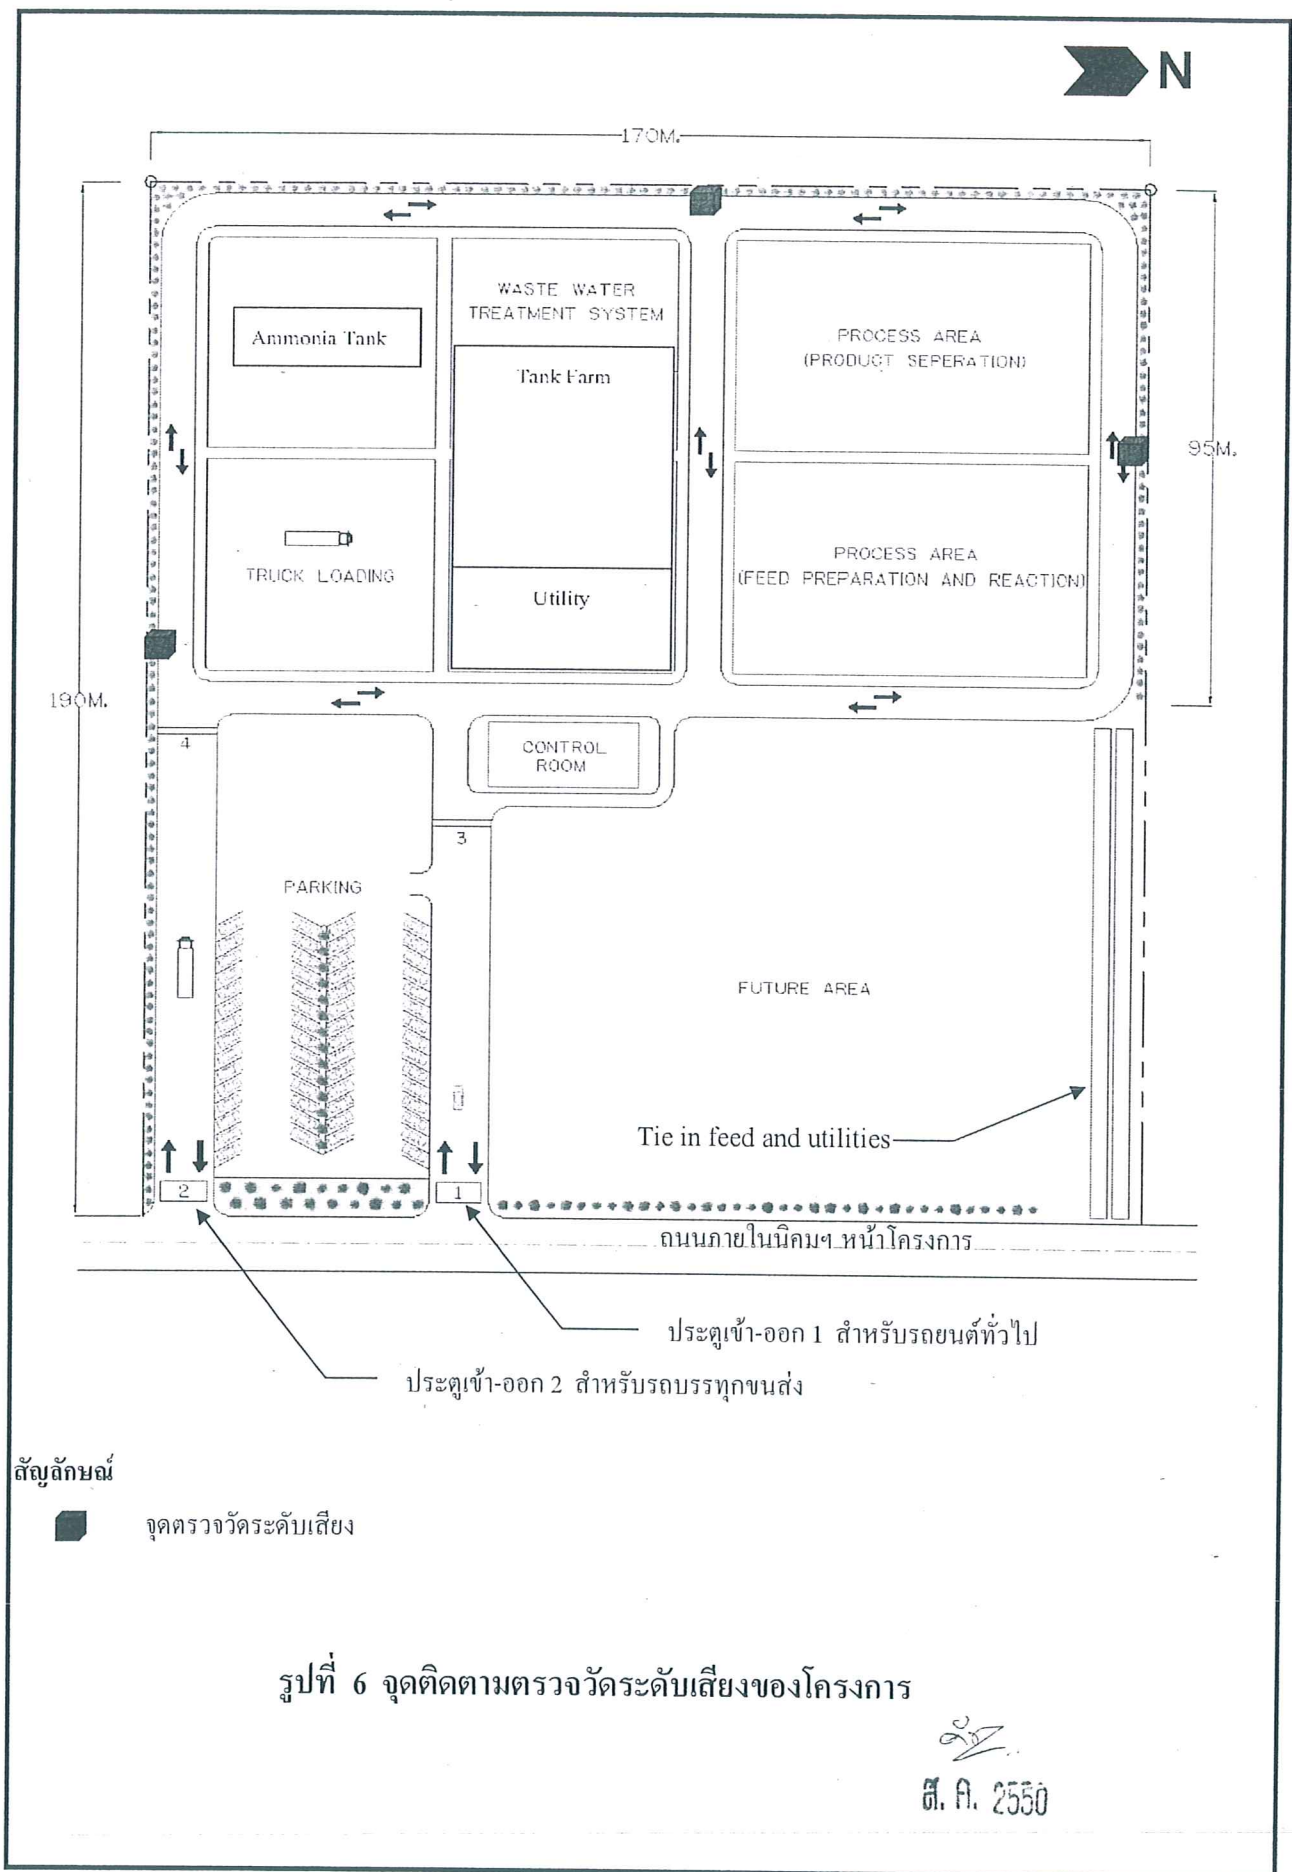 N
170M.
WASTE WATER
TREATMENT SYSTEM
Ammonia Tank
PROCESS AREA
(PRODUCT SEPERATION)
Tank Farm
95M.
PROCESS AREA
(FEED PREPARATION AND REACTION)
TRUCK LOADING
Utility
190M.
4
CONTROL
ROOM
3
PARKING
FUTURE AREA
Tie in feed and utilities
2
1
ถนนภายในนิคมฯ หน้าโครงการ
ประตูเข้า-ออก 1 สำหรับรถยนต์ทั่วไป
ประตูเข้า-ออก 2 สำหรับรถบรรทุกขนส่ง
สัญลักษณ์
จุดตรวจวัดระดับเสียง
รูปที่ 6 จุดติดตามตรวจวัดระดับเสียงของโครงการ
ส.ค. 2550